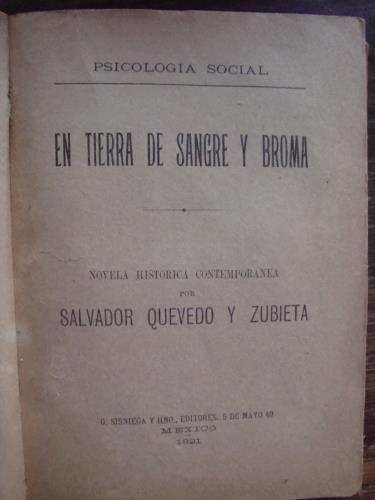 PSICOLOGIA SOCIAL
EN TIERRA DE SANGRE Y BROMA
NOVELA HISTORICA CONTEMPORANEA
POR
SALVADOR QUEVEDO Y ZUBIETA
G. SISNIEGA Y HNO., EDITORES. 5 DE MAYO 49
MEXICO
1921